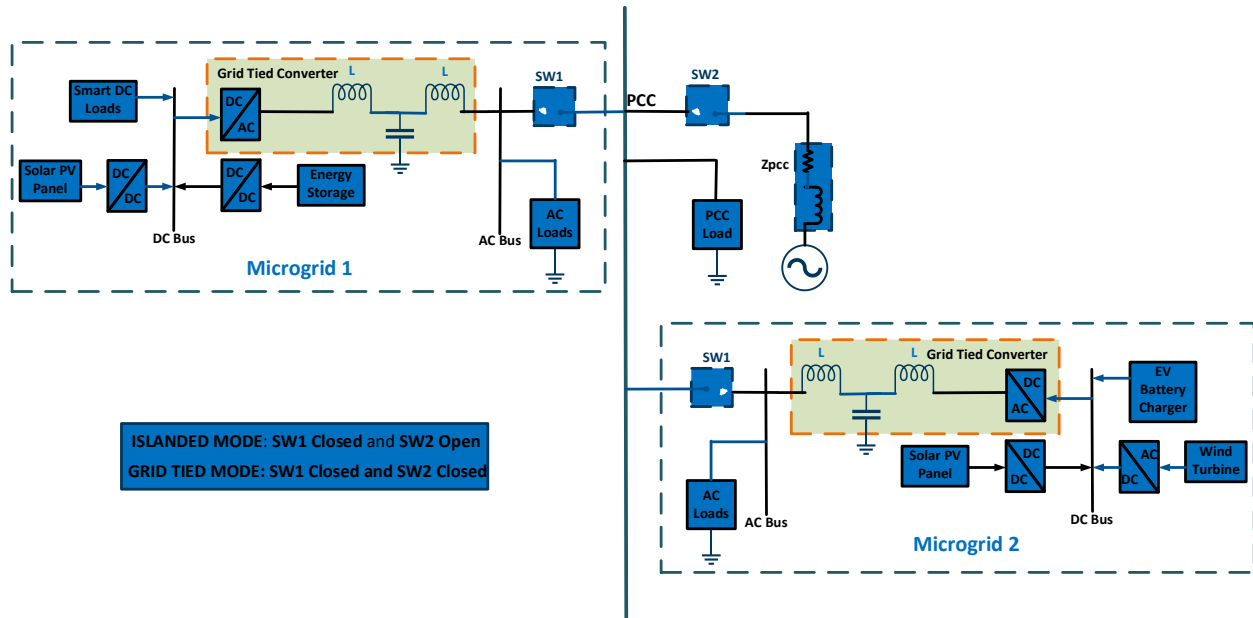 Grid Tied Converter
L
L
Smart DC
Loads
DC
AC
SW1
PCC
SW2
Zpcc
Solar PV
Panel
DC
DC
DC
DC
Energy
Storage
AC
Loads
PCC
Load
DC Bus
AC Bus
Microgrid 1
SW1
L
L
Grid Tied Converter
DC
AC
EV
Battery
Charger
Solar PV
Panel
DC
DC
AC
DC
Wind
Turbine
AC
Loads
AC Bus
DC Bus
Microgrid 2
ISLANDED MODE: SW1 Closed and SW2 Open
GRID TIED MODE: SW1 Closed and SW2 Closed